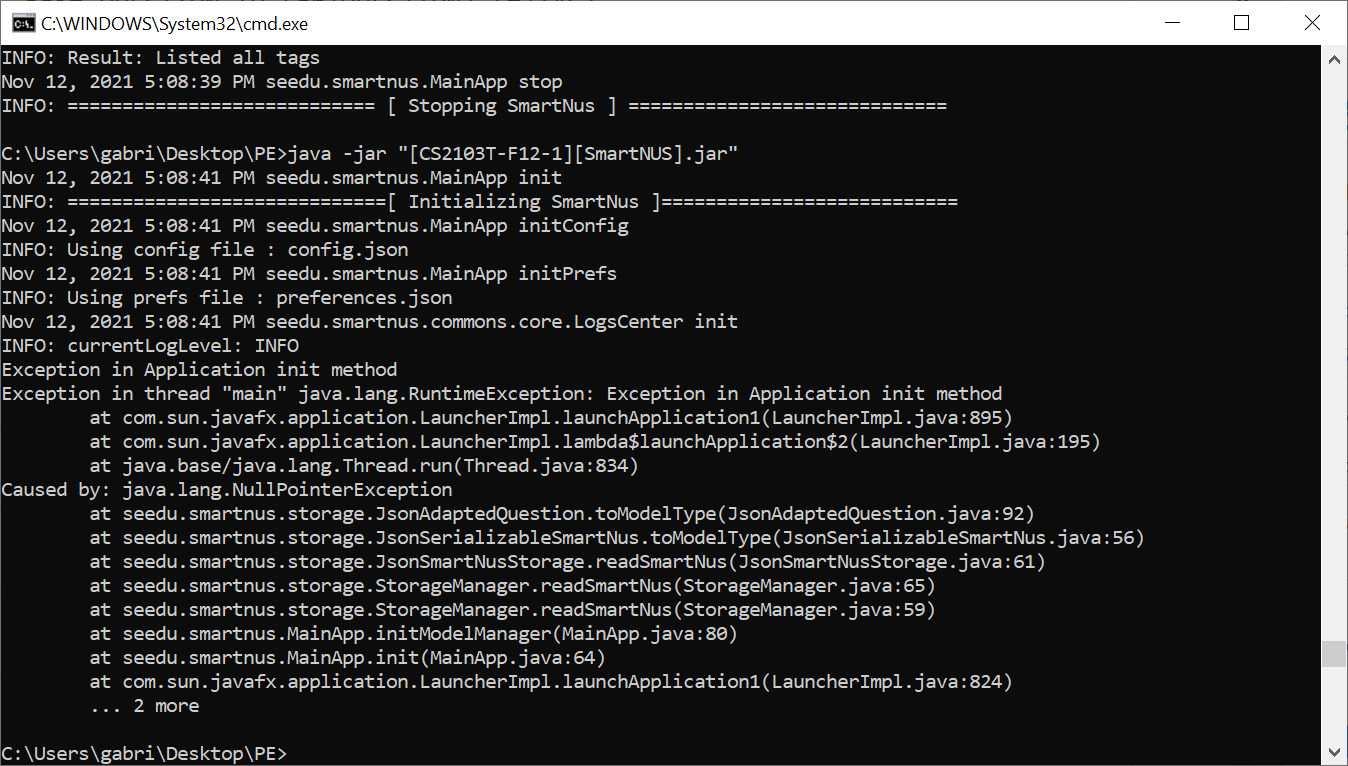 C:\WINDOWS\System32\cmd.exe
INFO: Result: Listed all tags
Nov 12, 2021 5:08:39 PM seedu.smartnus.MainApp stop
INFO: ============================ [ Stopping SmartNus ] =============================
C:\Users\gabri\Desktop\PE>java -jar "[CS2103T-F12-1][SmartNUS].jar"
Nov 12, 2021 5:08:41 PM seedu.smartnus.MainApp init
INFO: =============================[ Initializing SmartNus ]===========================
Nov 12, 2021 5:08:41 PM seedu.smartnus.MainApp initConfig
INFO: Using config file : config.json
Nov 12, 2021 5:08:41 PM seedu.smartnus.MainApp initPrefs
INFO: Using prefs file : preferences.json
Nov 12, 2021 5:08:41 PM seedu.smartnus.commons.core.LogsCenter init
INFO: currentLogLevel: INFO
Exception in Application init method
Exception in thread "main" java.lang.RuntimeException: Exception in Application init method
        at com.sun.javafx.application.LauncherImpl.launchApplication1(LauncherImpl.java:895)
        at com.sun.javafx.application.LauncherImpl.lambda$launchApplication$2(LauncherImpl.java:195)
        at java.base/java.lang.Thread.run(Thread.java:834)
Caused by: java.lang.NullPointerException
        at seedu.smartnus.storage.JsonAdaptedQuestion.toModelType(JsonAdaptedQuestion.java:92)
        at seedu.smartnus.storage.JsonSerializableSmartNus.toModelType(JsonSerializableSmartNus.java:56)
        at seedu.smartnus.storage.JsonSmartNusStorage.readSmartNus(JsonSmartNusStorage.java:61)
        at seedu.smartnus.storage.StorageManager.readSmartNus(StorageManager.java:65)
        at seedu.smartnus.storage.StorageManager.readSmartNus(StorageManager.java:59)
        at seedu.smartnus.MainApp.initModelManager(MainApp.java:80)
        at seedu.smartnus.MainApp.init(MainApp.java:64)
        at com.sun.javafx.application.LauncherImpl.launchApplication1(LauncherImpl.java:824)
        ... 2 more
C:\Users\gabri\Desktop\PE>